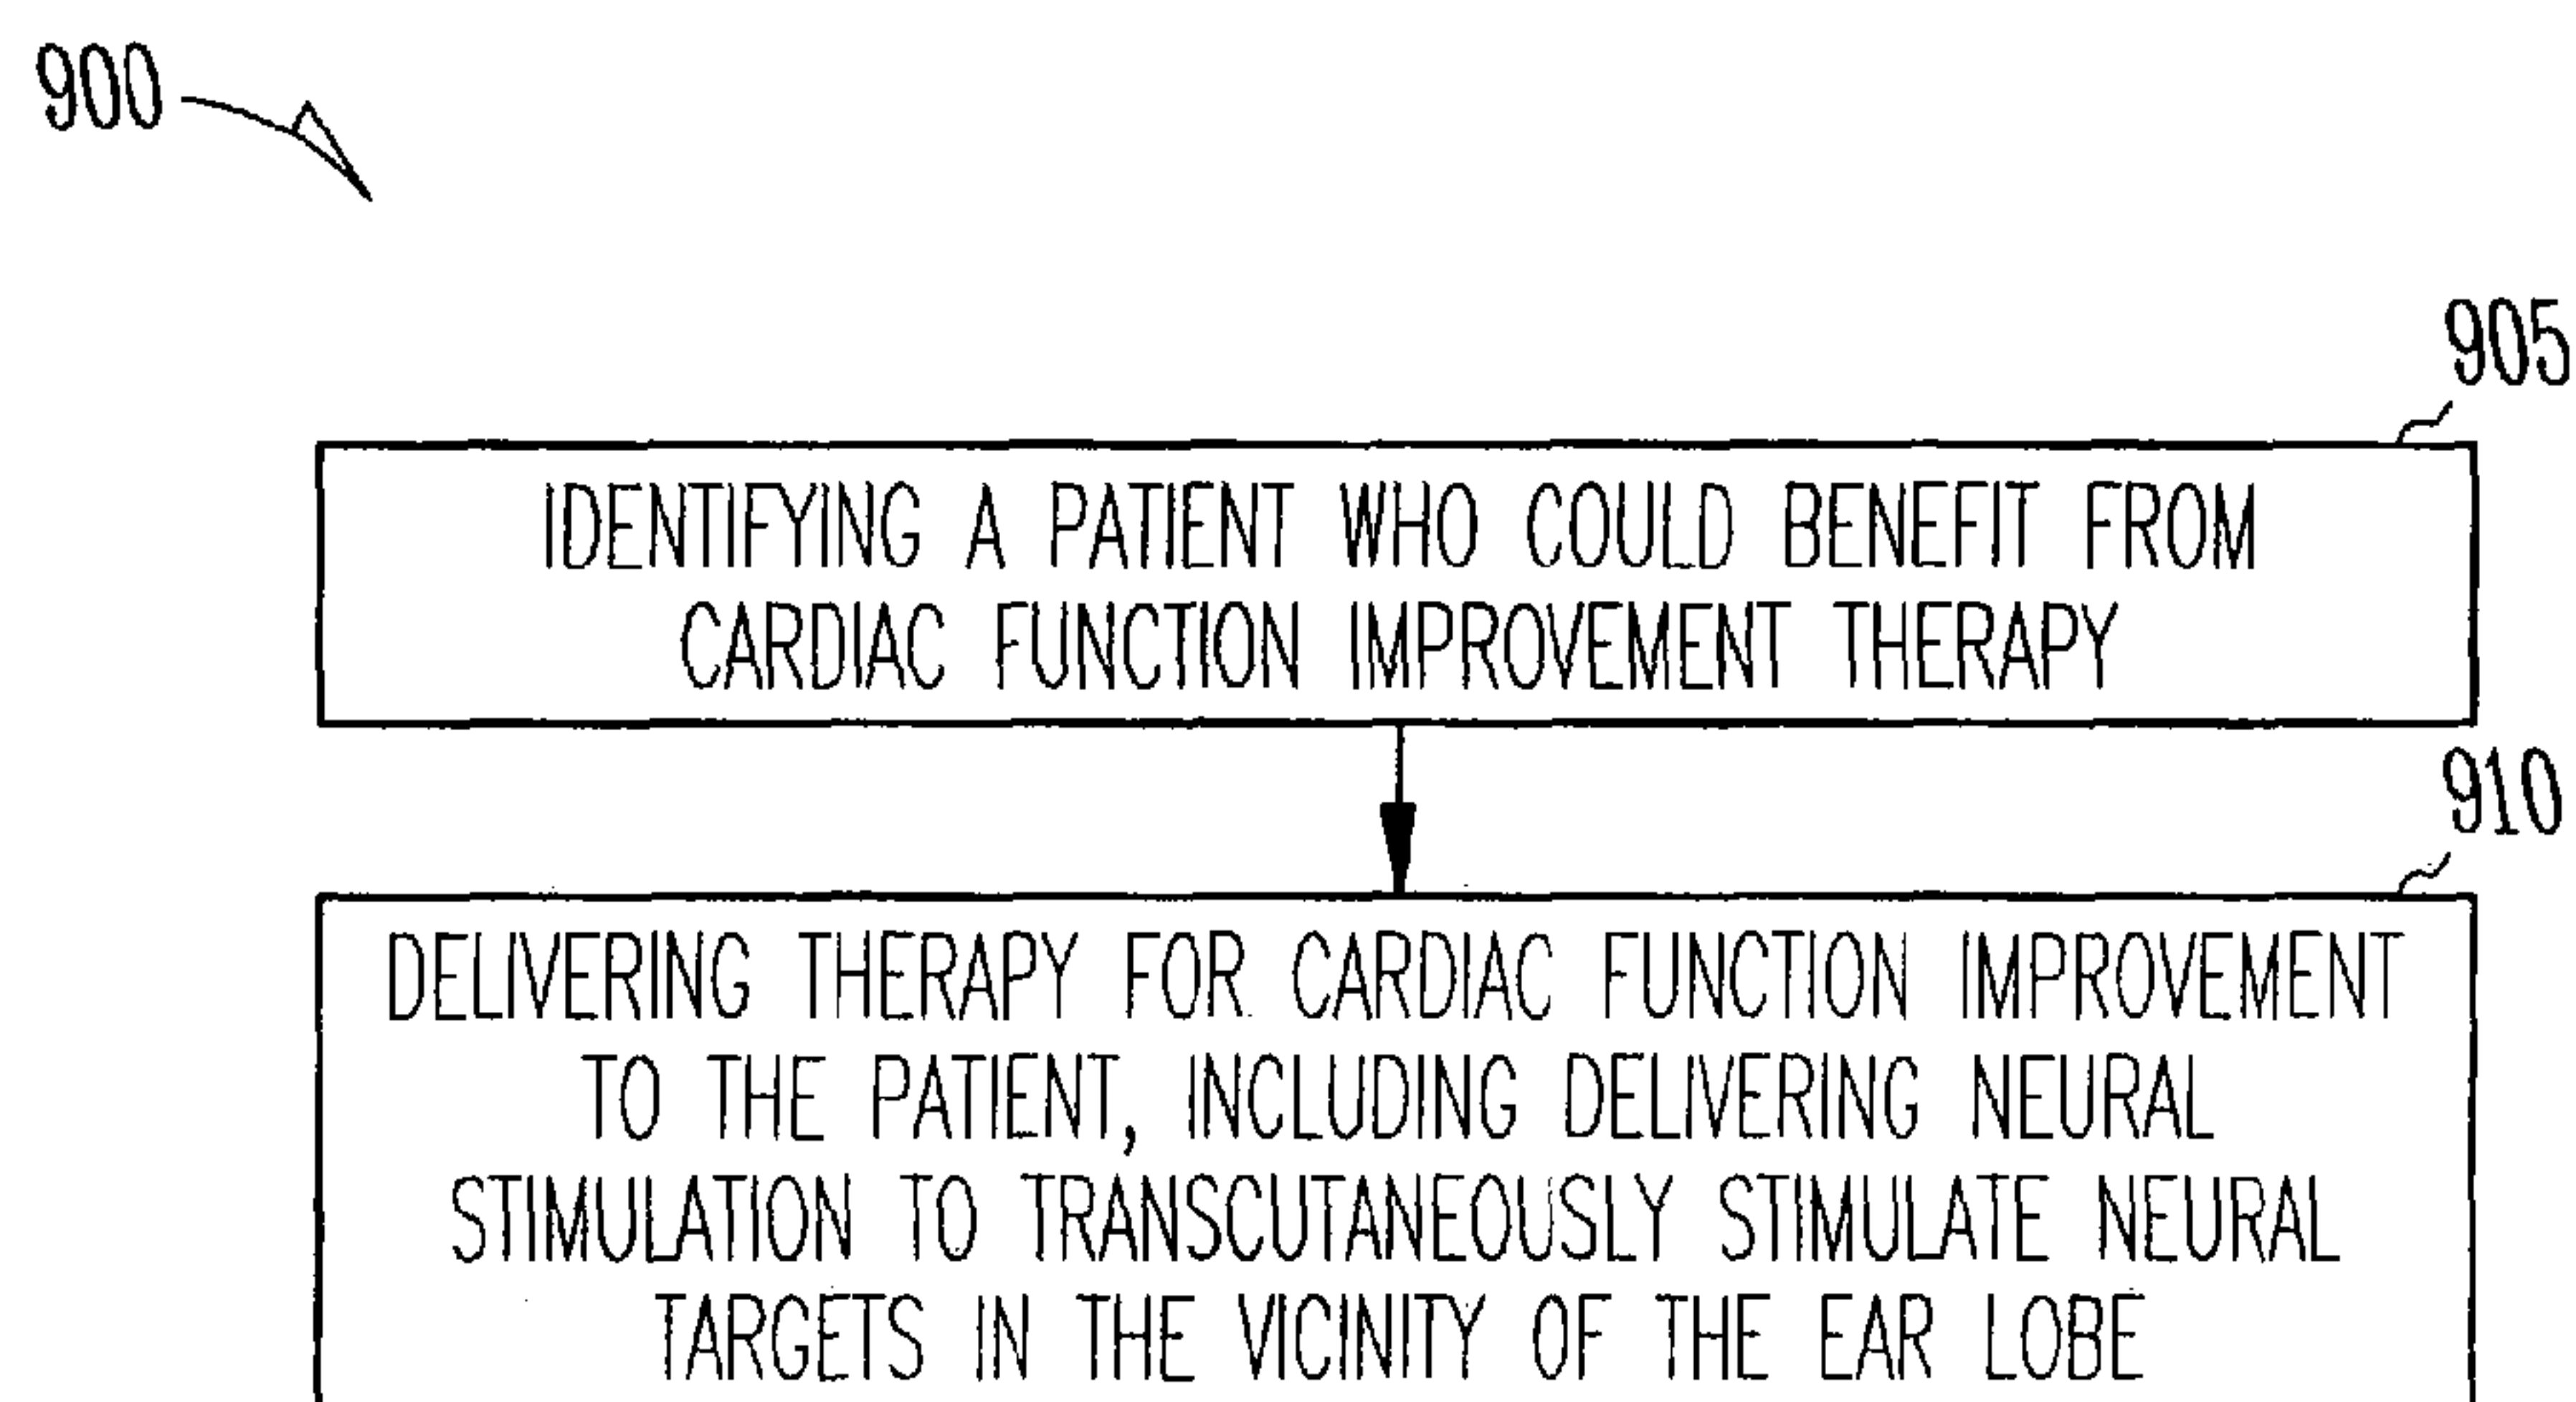 900
905
IDENTIFYING A PATIENT WHO COULD BENEFIT FROM
CARDIAC FUNCTION IMPROVEMENT THERAPY
910
DELIVERING THERAPY FOR CARDIAC FUNCTION IMPROVEMENT
TO THE PATIENT, INCLUDING DELIVERING NEURAL
STIMULATION TO TRANSCUTANEOUSLY STIMULATE NEURAL
TARGETS IN THE VICINITY OF THE EAR LOBE